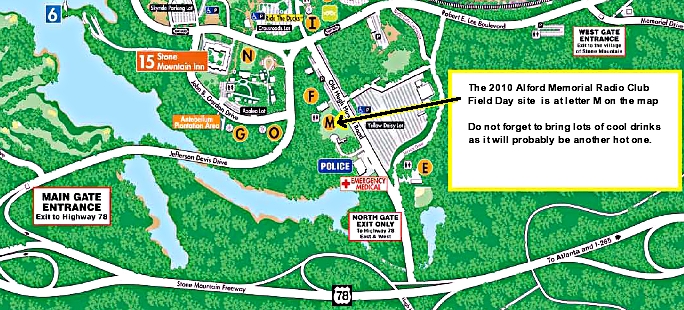 6
Skyride Parking Lot
P
Ride The Ducks
Crossroads Lot
I
Robert E. Lee Boulevard
Memorial Drive
WEST GATE
ENTRANCE
Exit to the village
of Stone Mountain
15 Stone
Mountain Inn
N
John B. Gordon Drive
Azalea Lot
Antebellum
Plantation Area
G
O
F
M
Old Hugh Howell Road
P
Yellow Daisy Lot
The 2010 Alford Memorial Radio Club
Field Day site is at letter M on the map
Do not forget to bring lots of cool drinks
as it will probably be another hot one.
Jefferson Davis Drive
POLICE
EMERGENCY
MEDICAL
E
MAIN GATE
ENTRANCE
Exit to Highway 78
NORTH GATE
EXIT ONLY
To Highway 78
East & West
To Atlanta and I-285
Stone Mountain Freeway
78